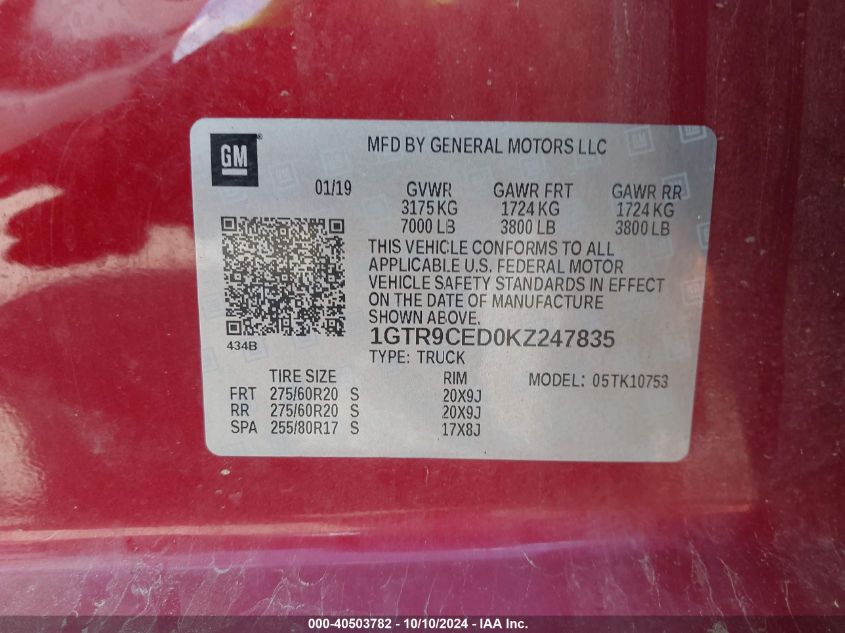 GM ®
MFD BY GENERAL MOTORS LLC
01/19 GVWR GAWR FRT GAWR RR
3175 KG 1724 KG 1724 KG
7000 LB 3800 LB 3800 LB
THIS VEHICLE CONFORMS TO ALL
APPLICABLE U.S. FEDERAL MOTOR
VEHICLE SAFETY STANDARDS IN EFFECT
ON THE DATE OF MANUFACTURE
SHOWN ABOVE.
434B
1GTR9CED0KZ247835
TYPE: TRUCK
TIRE SIZE RIM MODEL: 05TK10753
FRT 275/60R20 S 20X9J
RR 275/60R20 S 20X9J
SPA 255/80R17 S 17X8J
000-40503782 - 10/10/2024 - IAA Inc.